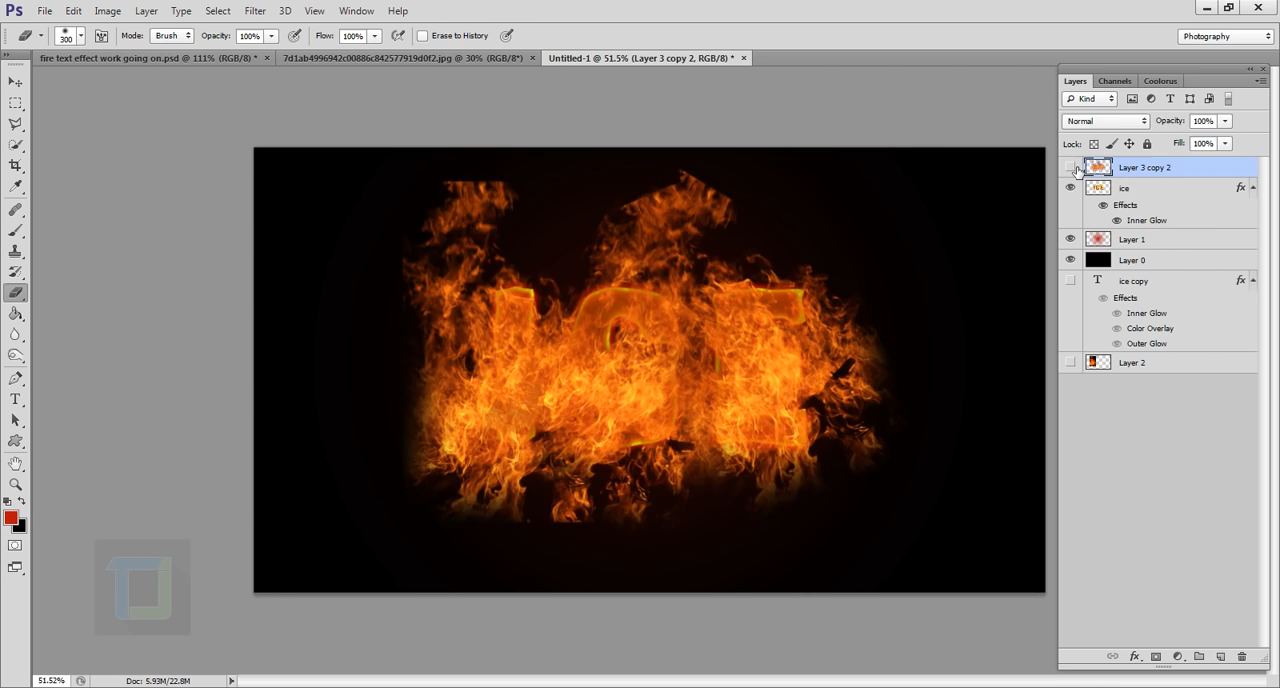 Ps File Edit Image Layer Type Select Filter 3D View Window Help
300 Mode: Brush Opacity: 100% Flow: 100% Erase to History Photography
fire text effect work going on.psd @ 111% (RGB/8) * × 7d1ab4996942c00886c842577919d0f2.jpg @ 30% (RGB/8*) × Untitled-1 @ 51.5% (Layer 3 copy 2, RGB/8) * ×
Layers Channels Coolorus
Kind
Normal Opacity: 100%
Lock: Fill: 100%
Layer 3 copy 2
ice fx
Effects
Inner Glow
Layer 1
Layer 0
T ice copy fx
Effects
Inner Glow
Color Overlay
Outer Glow
Layer 2
ICE
51.52% Doc: 5.93M/22.8M